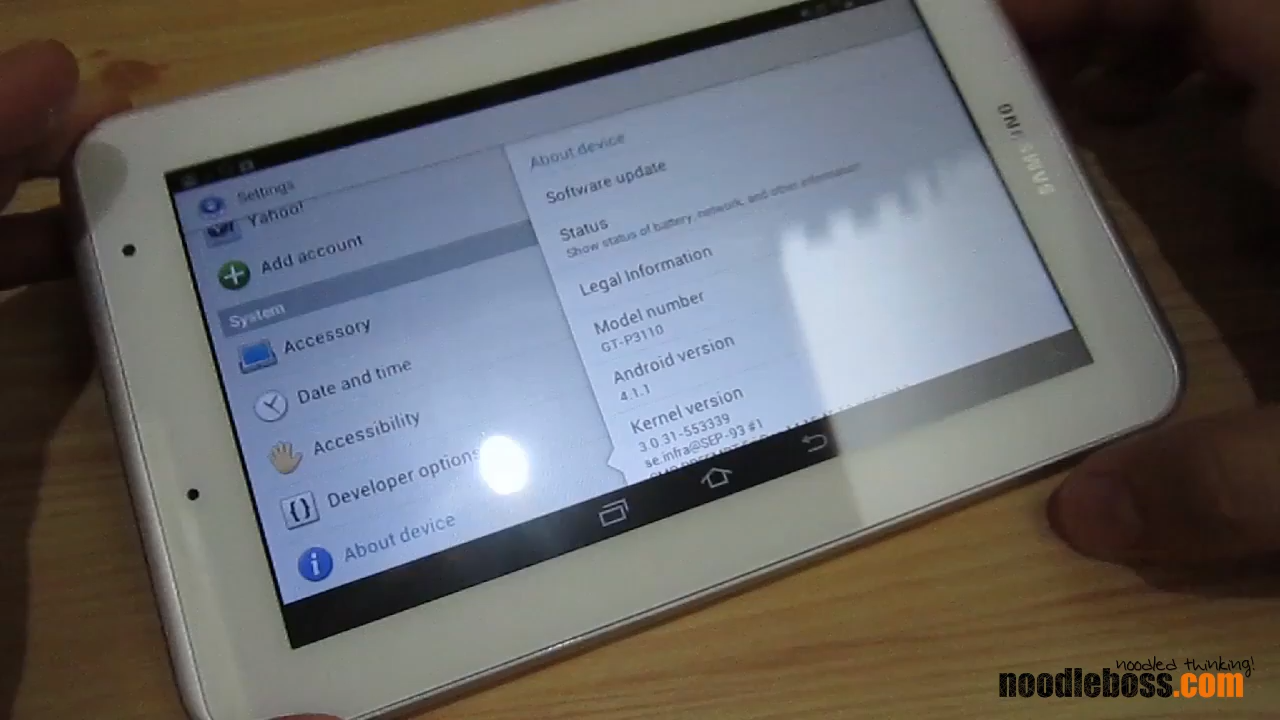 Settings
Yahoo!
Add account
System
Accessory
Date and time
Accessibility
Developer options
About device
About device
Software update
Status
Show status of battery, network, and other information
Legal information
Model number
GT-P3110
Android version
4.1.1
Kernel version
3.0.31-553339
se.infra@SEP-93 #1
SAMSUNG
noodled thinking!
noodleboss.com